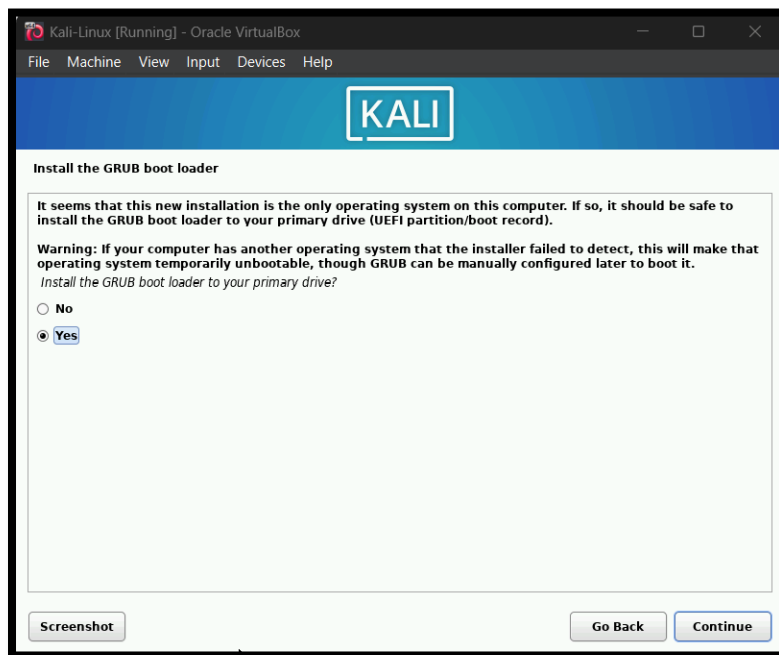 Kali-Linux [Running] - Oracle VirtualBox
File Machine View Input Devices Help
KALI
Install the GRUB boot loader
It seems that this new installation is the only operating system on this computer. If so, it should be safe to
install the GRUB boot loader to your primary drive (UEFI partition/boot record).
Warning: If your computer has another operating system that the installer failed to detect, this will make that
operating system temporarily unbootable, though GRUB can be manually configured later to boot it.
Install the GRUB boot loader to your primary drive?
No
Yes
Screenshot Go Back Continue